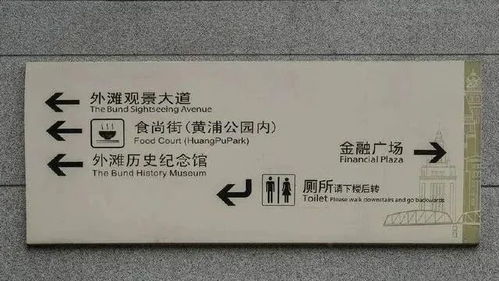 外滩观景大道
The Bund Sightseeing Avenue
食尚街(黄浦公园内)
Food Court (HuangPuPark)
外滩历史纪念馆
The Bund History Museum
金融广场
Financial Plaza
厕所 请下楼后转
Toilet Please walk downstairs and go backwards